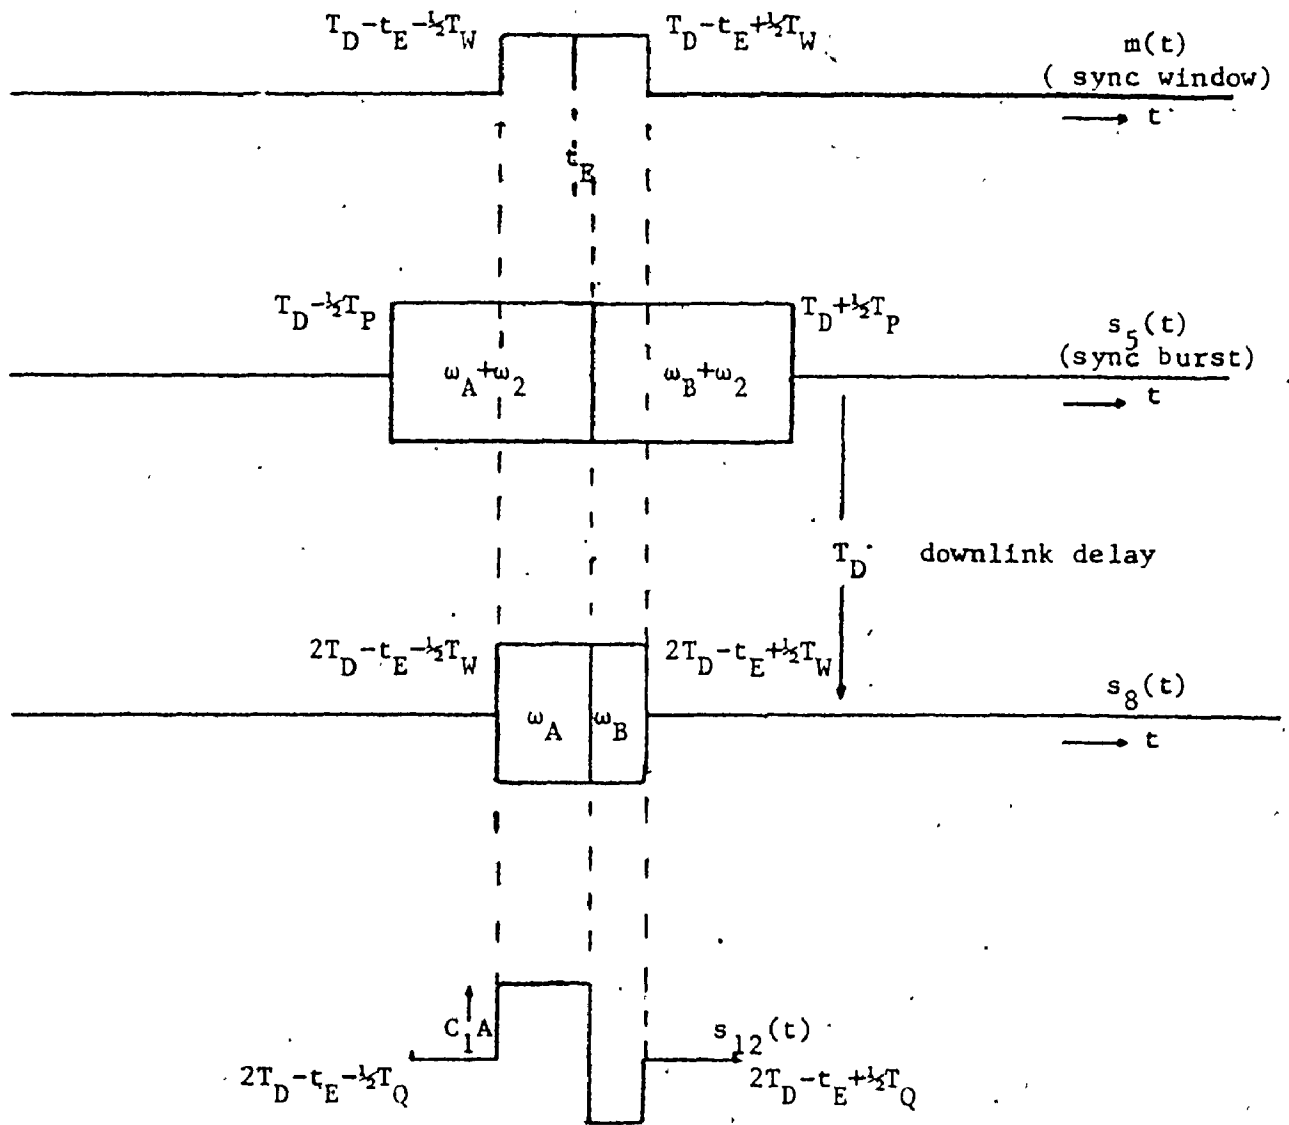 T_D-t_E-½T_W
T_D-t_E+½T_W
m(t)
( sync window)
t
t_E
T_D-½T_P
T_D+½T_P
s_5(t)
(sync burst)
ω_A+ω_2
ω_B+ω_2
t
T_D downlink delay
2T_D-t_E-½T_W
2T_D-t_E+½T_W
s_8(t)
ω_A
ω_B
t
C_1A
s_12(t)
2T_D-t_E-½T_Q
2T_D-t_E+½T_Q